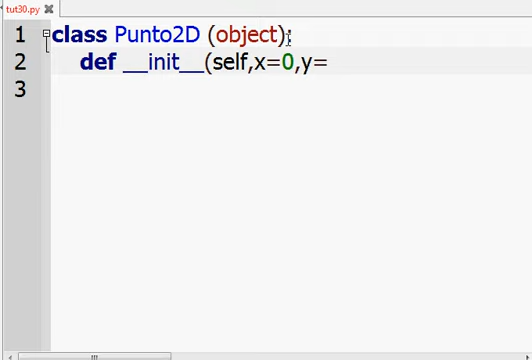 tut30.py
1 class Punto2D (object):
2 def __init__(self,x=0,y=
3